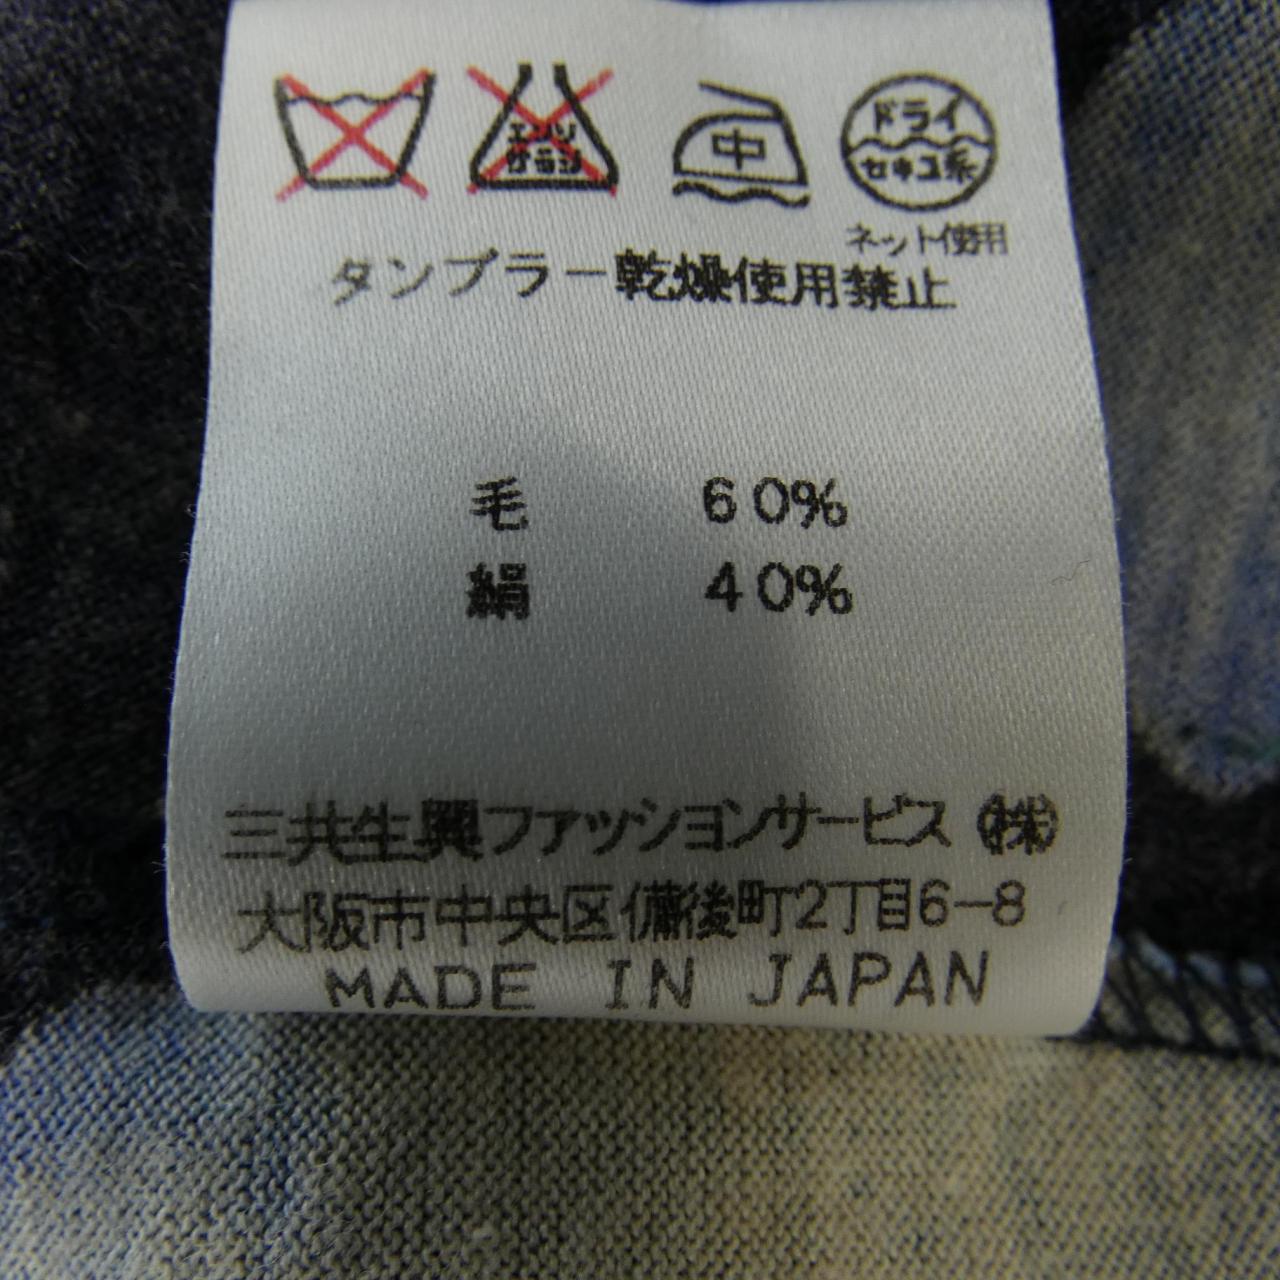 エンソ
サラシ
中
ドライ
セキユ系
ネット使用
タンブラー乾燥使用禁止
毛 60%
絹 40%
三共生興ファッションサービス㈱
大阪市中央区備後町2丁目6-8
MADE IN JAPAN